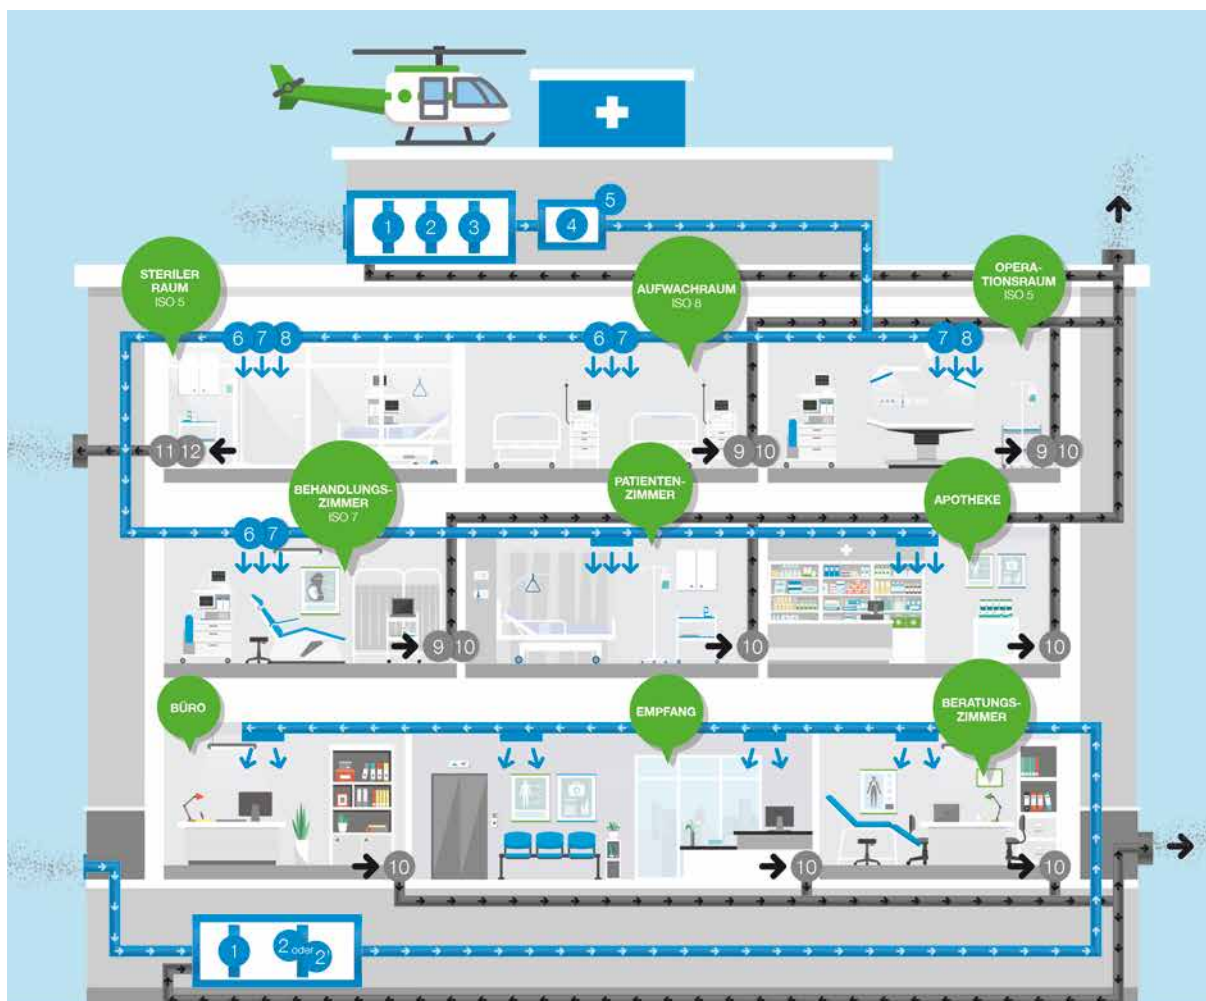 5
1 2 3 4
STERILER
RAUM
ISO 5
AUFWACHRAUM
ISO 8
OPERA-
TIONSRAUM
ISO 5
6 7 8
6 7
7 8
11 12
9 10
9 10
BEHANDLUNGS-
ZIMMER
ISO 7
PATIENTEN-
ZIMMER
APOTHEKE
6 7
9 10
10
10
BÜRO
EMPFANG
BERATUNGS-
ZIMMER
10
10
10
1 2 oder 2'